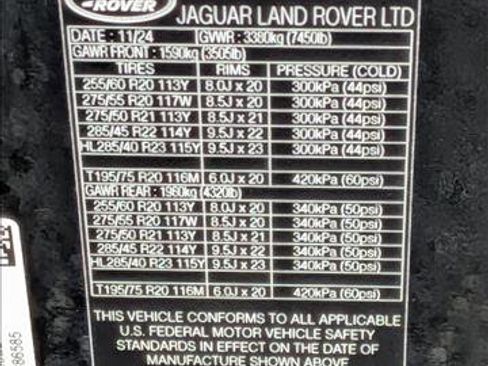 ROVER
JAGUAR LAND ROVER LTD
DATE : 11/24 GVWR : 3380kg (7450lb)
GAWR FRONT : 1590kg (3505lb)
TIRES RIMS PRESSURE (COLD)
255/60 R20 113Y 8.0J x 20 300kPa (44psi)
275/55 R20 117W 8.5J x 20 300kPa (44psi)
275/50 R21 113Y 8.5J x 21 300kPa (44psi)
285/45 R22 114Y 9.5J x 22 300kPa (44psi)
HL285/40 R23 115Y 9.5J x 23 300kPa (44psi)
T195/75 R20 116M 6.0J x 20 420kPa (60psi)
GAWR REAR : 1960kg (4320lb)
255/60 R20 113Y 8.0J x 20 340kPa (50psi)
275/55 R20 117W 8.5J x 20 340kPa (50psi)
275/50 R21 113Y 8.5J x 21 340kPa (50psi)
285/45 R22 114Y 9.5J x 22 340kPa (50psi)
HL285/40 R23 115Y 9.5J x 23 340kPa (50psi)
T195/75 R20 116M 6.0J x 20 420kPa (60psi)
THIS VEHICLE CONFORMS TO ALL APPLICABLE
U.S. FEDERAL MOTOR VEHICLE SAFETY
STANDARDS IN EFFECT ON THE DATE OF
MANUFACTURE SHOWN ABOVE
86585